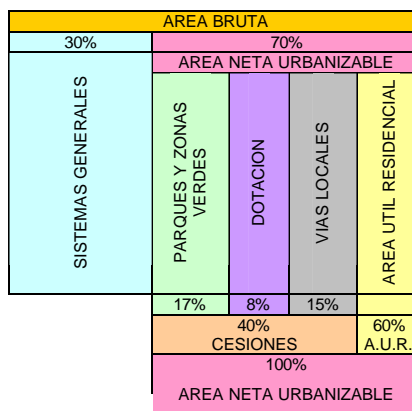 AREA BRUTA
30% 70%
AREA NETA URBANIZABLE
SISTEMAS GENERALES
PARQUES Y ZONAS
VERDES
DOTACION
VIAS LOCALES
AREA UTIL RESIDENCIAL
17% 8% 15%
40% 60%
CESIONES A.U.R.
100%
AREA NETA URBANIZABLE